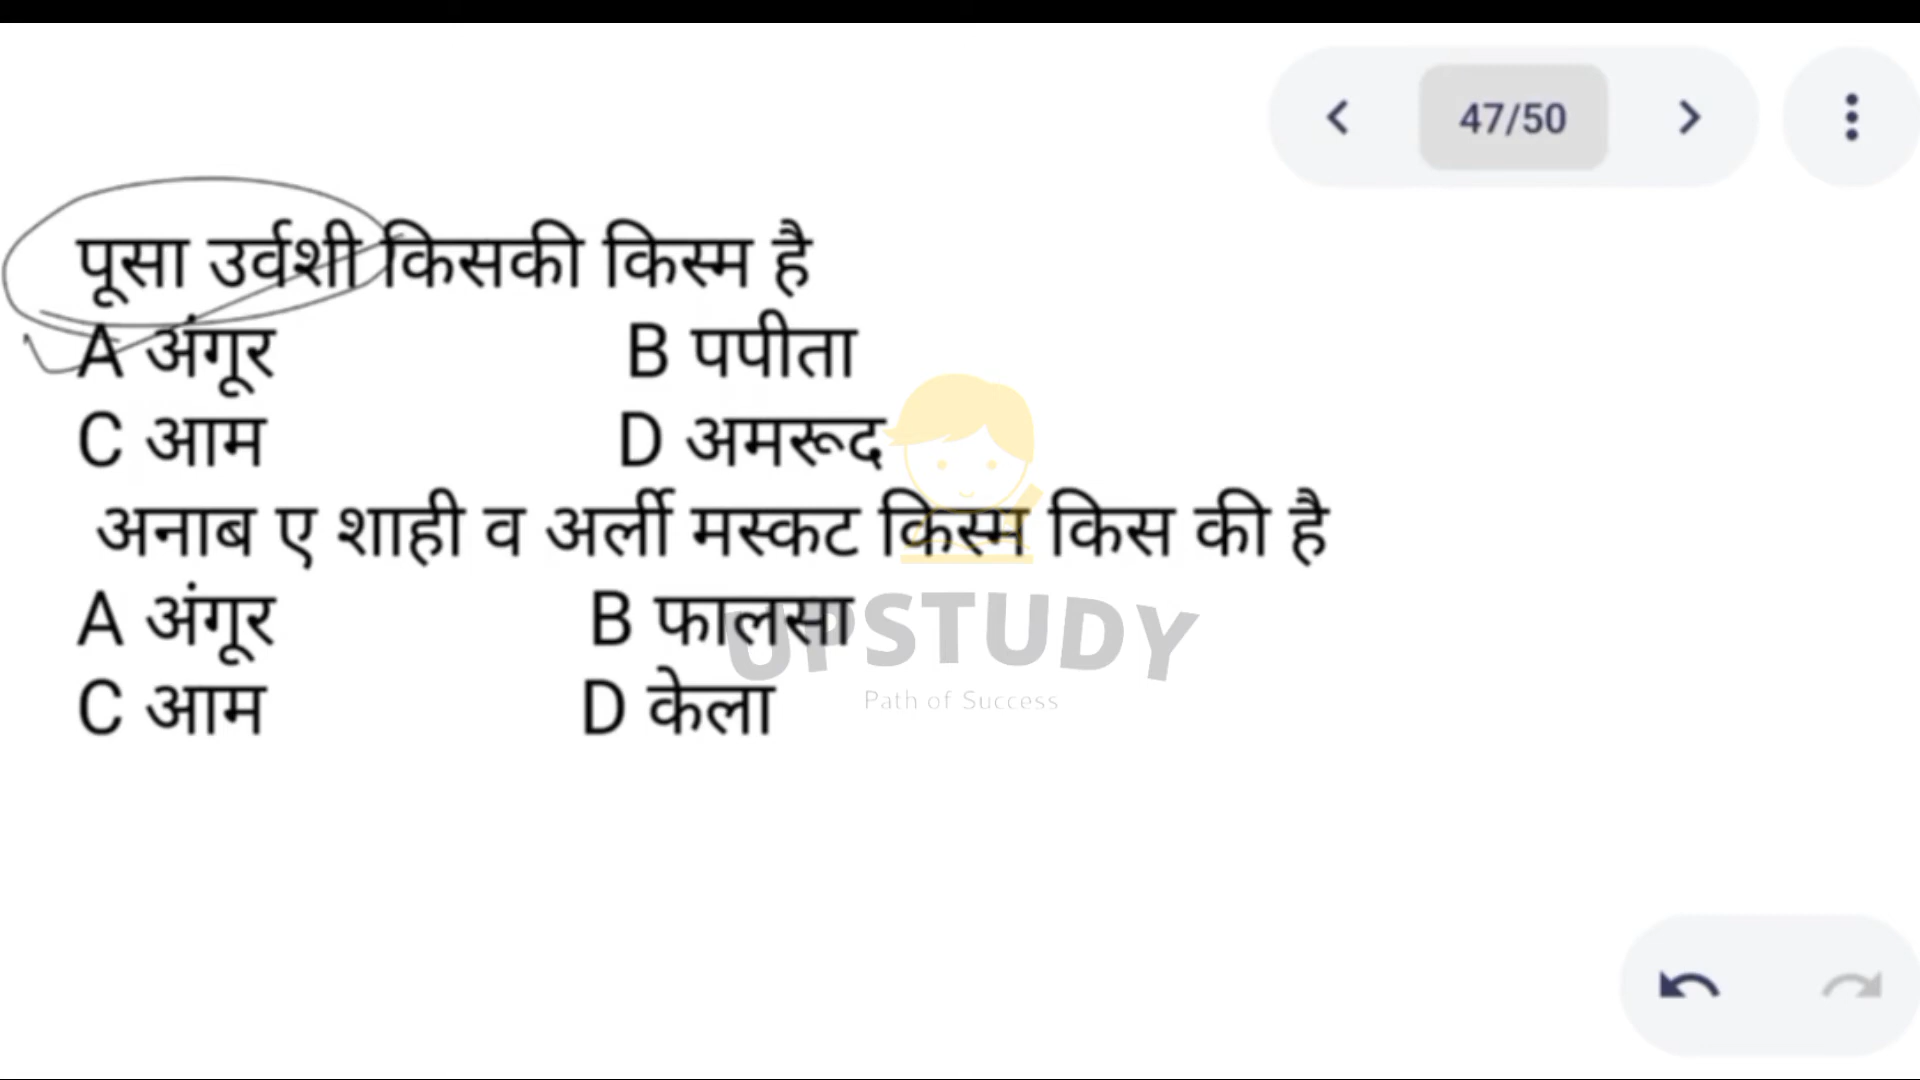 47/50
पूसा उर्वशी किसकी किस्म है
A अंगूर B पपीता
C आम D अमरूद
अनाब ए शाही व अर्ली मस्कट किस्म किस की है
A अंगूर B फालसा
C आम D केला
UPSTUDY
Path of Success